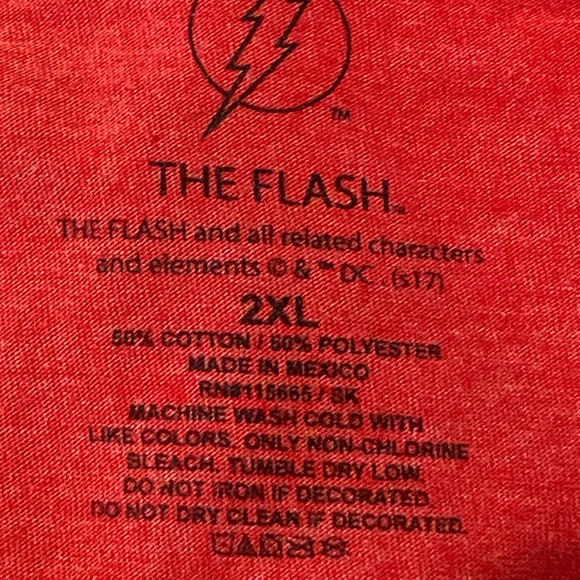 TM
THE FLASH™
THE FLASH and all related characters
and elements © & ™ DC. (s17)
2XL
50% COTTON / 50% POLYESTER
MADE IN MEXICO
RN#115665 / SK
MACHINE WASH COLD WITH
LIKE COLORS. ONLY NON-CHLORINE
BLEACH. TUMBLE DRY LOW.
DO NOT IRON IF DECORATED
DO NOT DRY CLEAN IF DECORATED.